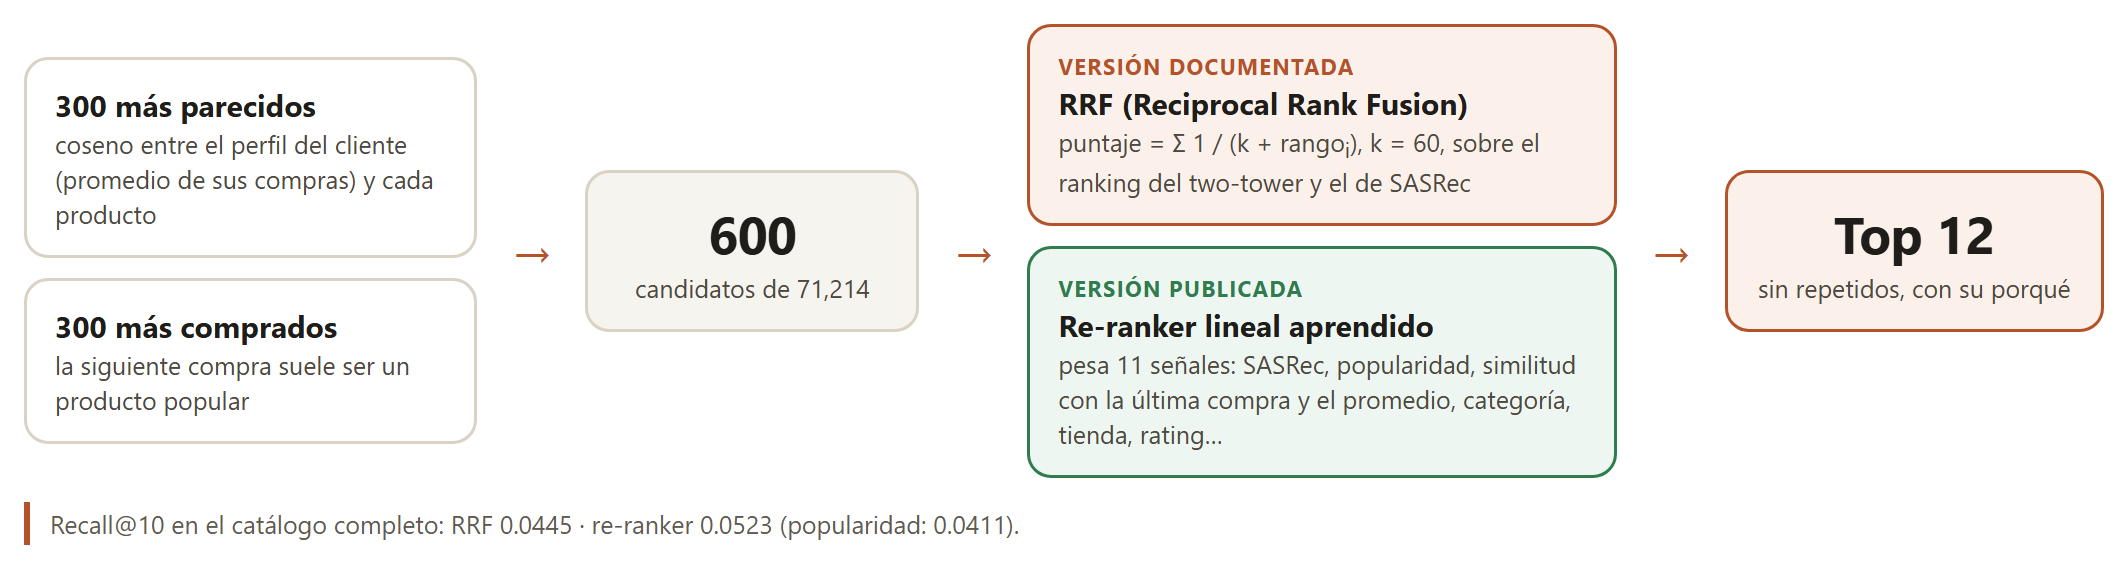 300 más parecidos
coseno entre el perfil del cliente
(promedio de sus compras) y cada
producto
300 más comprados
la siguiente compra suele ser un
producto popular
→
600
candidatos de 71,214
→
VERSIÓN DOCUMENTADA
RRF (Reciprocal Rank Fusion)
puntaje = Σ 1 / (k + rangoᵢ), k = 60, sobre el
ranking del two-tower y el de SASRec
VERSIÓN PUBLICADA
Re-ranker lineal aprendido
pesa 11 señales: SASRec, popularidad, similitud
con la última compra y el promedio, categoría,
tienda, rating...
→
Top 12
sin repetidos, con su porqué
Recall@10 en el catálogo completo: RRF 0.0445 · re-ranker 0.0523 (popularidad: 0.0411).